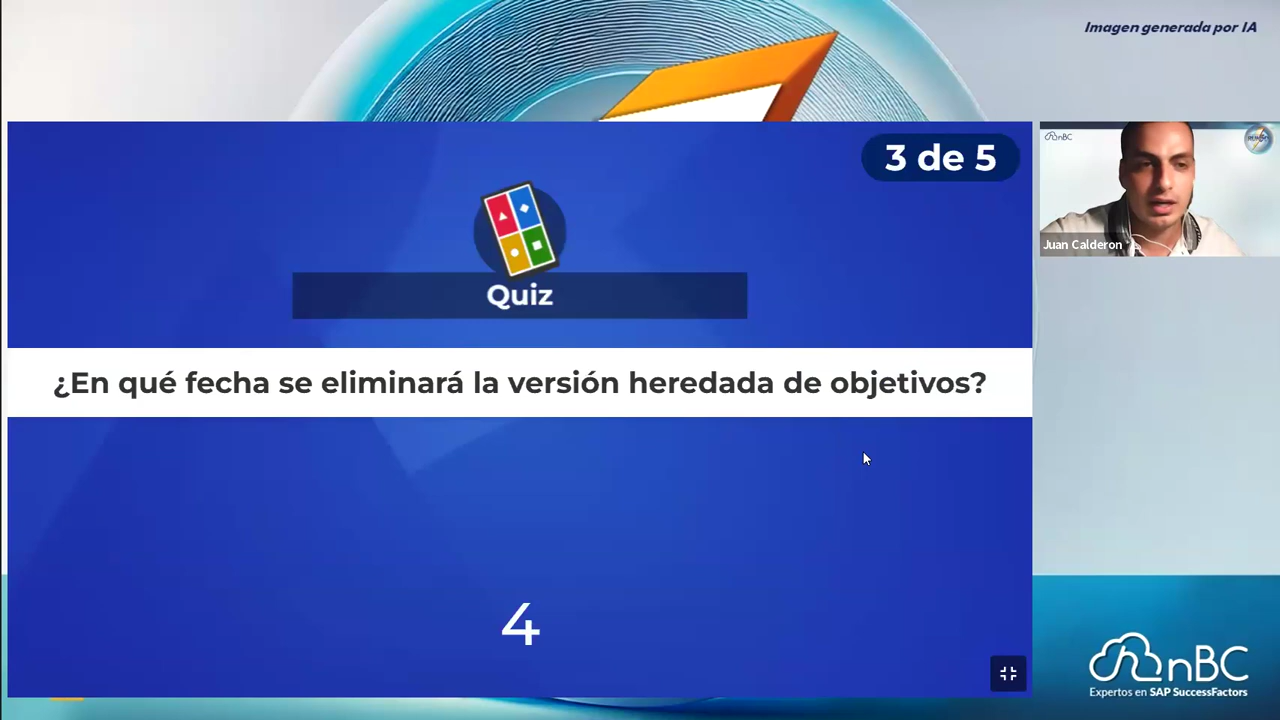 Imagen generada por IA
3 de 5
nBC
Juan Calderon
Quiz
¿En qué fecha se eliminará la versión heredada de objetivos?
4
nBC
Expertos en SAP SuccessFactors